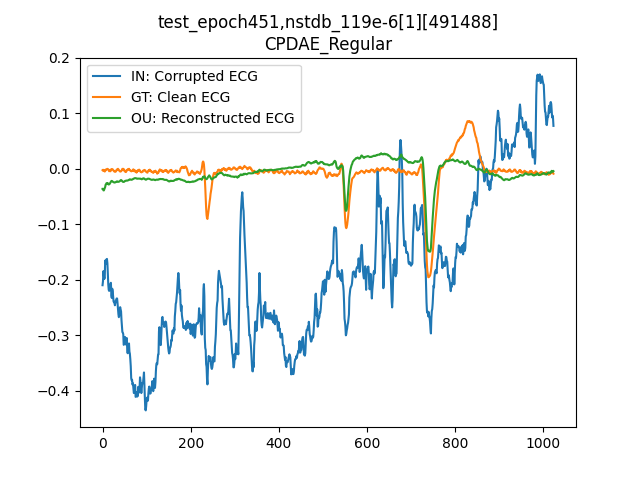 test_epoch451,nstdb_119e-6[1][491488]
CPDAE_Regular
IN: Corrupted ECG
GT: Clean ECG
OU: Reconstructed ECG
0.2
0.1
0.0
−0.1
−0.2
−0.3
−0.4
0 200 400 600 800 1000